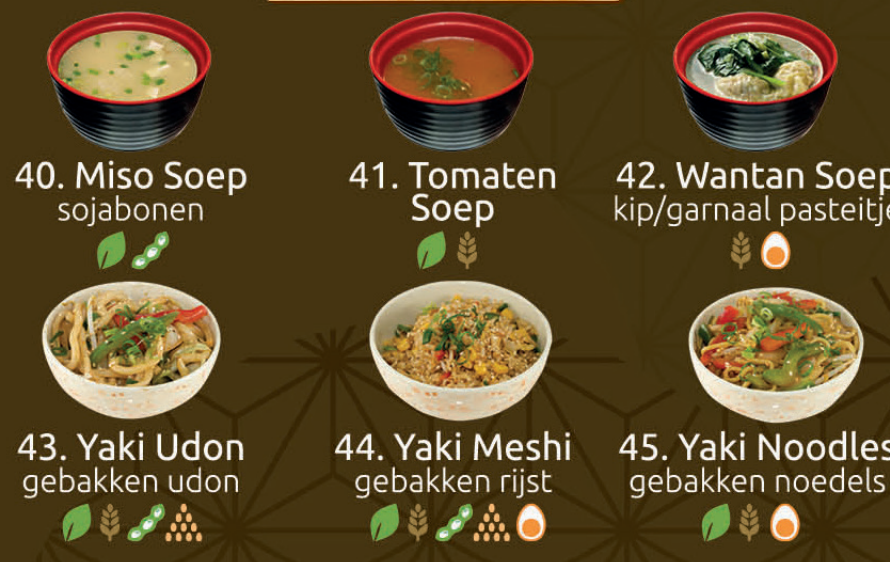 40. Miso Soep
sojabonen
41. Tomaten
Soep
42. Wantan Soep
kip/garnaal pasteitje
43. Yaki Udon
gebakken udon
44. Yaki Meshi
gebakken rijst
45. Yaki Noodles
gebakken noedels